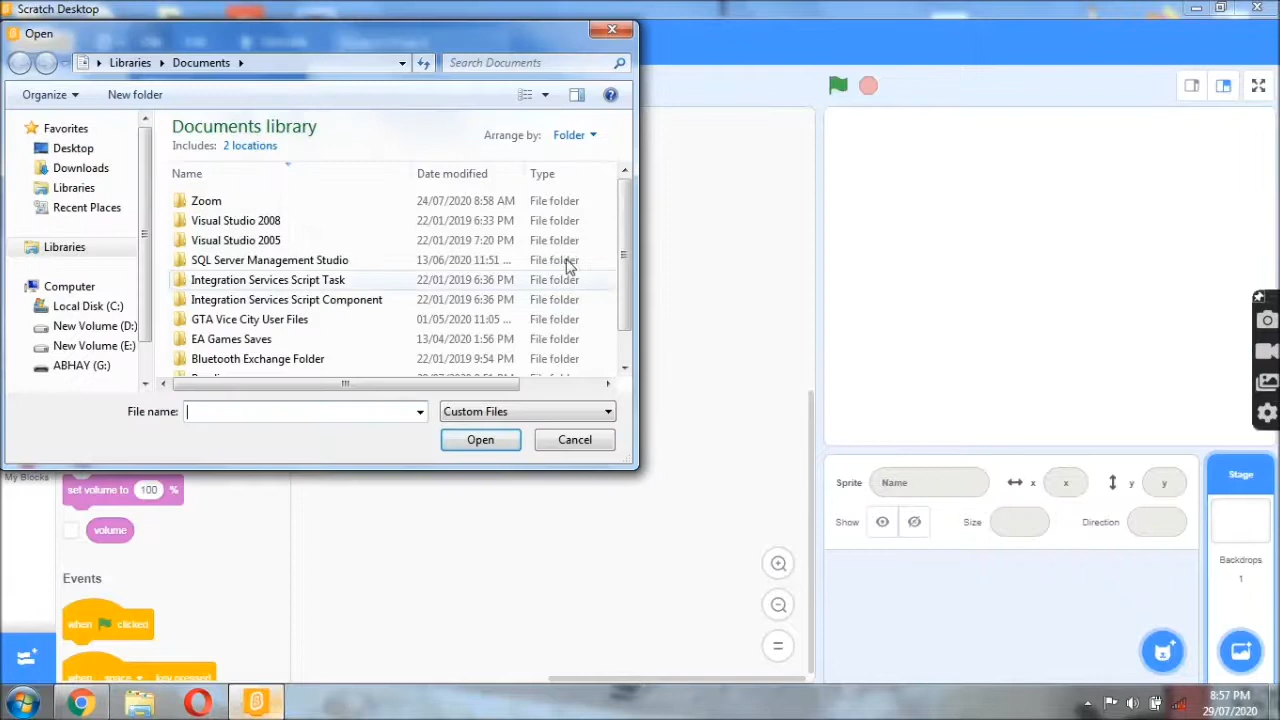 Scratch Desktop
Open
Libraries
Documents
Search Documents
Organize
New folder
Documents library
Includes: 2 locations
Arrange by: Folder
Name
Date modified
Type
Favorites
Desktop
Downloads
Libraries
Recent Places
Libraries
Computer
Local Disk (C:)
New Volume (D:)
New Volume (E:)
ABHAY (G:)
Zoom 24/07/2020 8:58 AM File folder
Visual Studio 2008 22/01/2019 6:33 PM File folder
Visual Studio 2005 22/01/2019 7:20 PM File folder
SQL Server Management Studio 13/06/2020 11:51 ... File folder
Integration Services Script Task 22/01/2019 6:36 PM File folder
Integration Services Script Component 22/01/2019 6:36 PM File folder
GTA Vice City User Files 01/05/2020 11:05 ... File folder
EA Games Saves 13/04/2020 1:56 PM File folder
Bluetooth Exchange Folder 22/01/2019 9:54 PM File folder
File name:
Custom Files
Open
Cancel
My Blocks
set volume to 100 %
volume
Events
when clicked
when space key pressed
Sprite Name x x y y
Show Size Direction
Stage
Backdrops
1
8:57 PM
29/07/2020